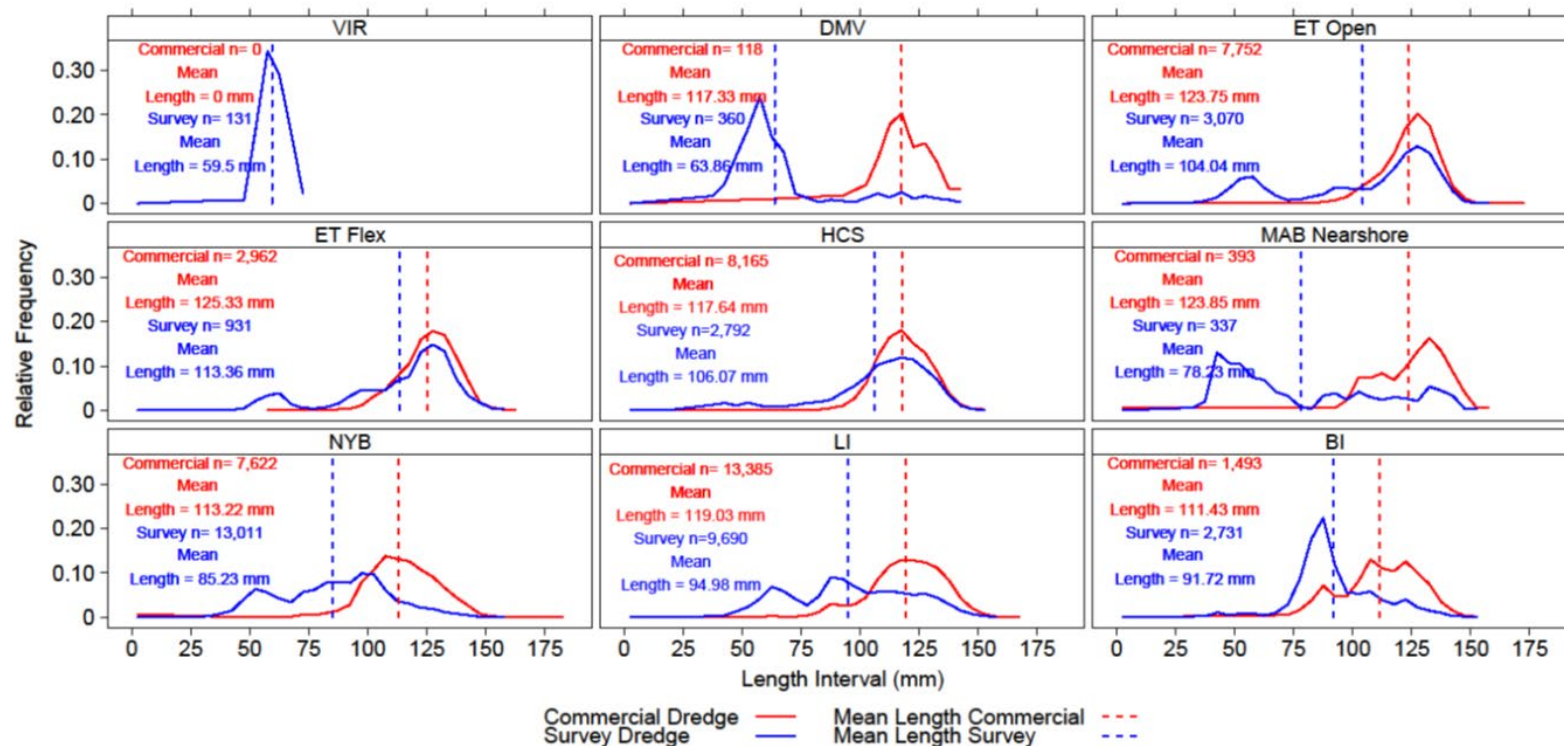 VIR
Commercial n= 0
Mean
Length = 0 mm
Survey n= 131
Mean
Length = 59.5 mm
DMV
Commercial n= 118
Mean
Length = 117.33 mm
Survey n= 360
Mean
Length = 63.86 mm
ET Open
Commercial n= 7,752
Mean
Length = 123.75 mm
Survey n= 3,070
Mean
Length = 104.04 mm
0.30
0.20
0.10
0
ET Flex
Commercial n= 2,962
Mean
Length = 125.33 mm
Survey n= 931
Mean
Length = 113.36 mm
HCS
Commercial n= 8,165
Mean
Length = 117.64 mm
Survey n=2,792
Mean
Length = 106.07 mm
MAB Nearshore
Commercial n= 393
Mean
Length = 123.85 mm
Survey n= 337
Mean
Length = 78.23 mm
0.30
0.20
0.10
0
Relative Frequency
NYB
Commercial n= 7,622
Mean
Length = 113.22 mm
Survey n= 13,011
Mean
Length = 85.23 mm
LI
Commercial n= 13,385
Mean
Length = 119.03 mm
Survey n=9,690
Mean
Length = 94.98 mm
BI
Commercial n= 1,493
Mean
Length = 111.43 mm
Survey n= 2,731
Mean
Length = 91.72 mm
0.30
0.20
0.10
0
0 25 50 75 100 125 150 175
0 25 50 75 100 125 150 175
0 25 50 75 100 125 150 175
Length Interval (mm)
Commercial Dredge
Mean Length Commercial
Survey Dredge
Mean Length Survey